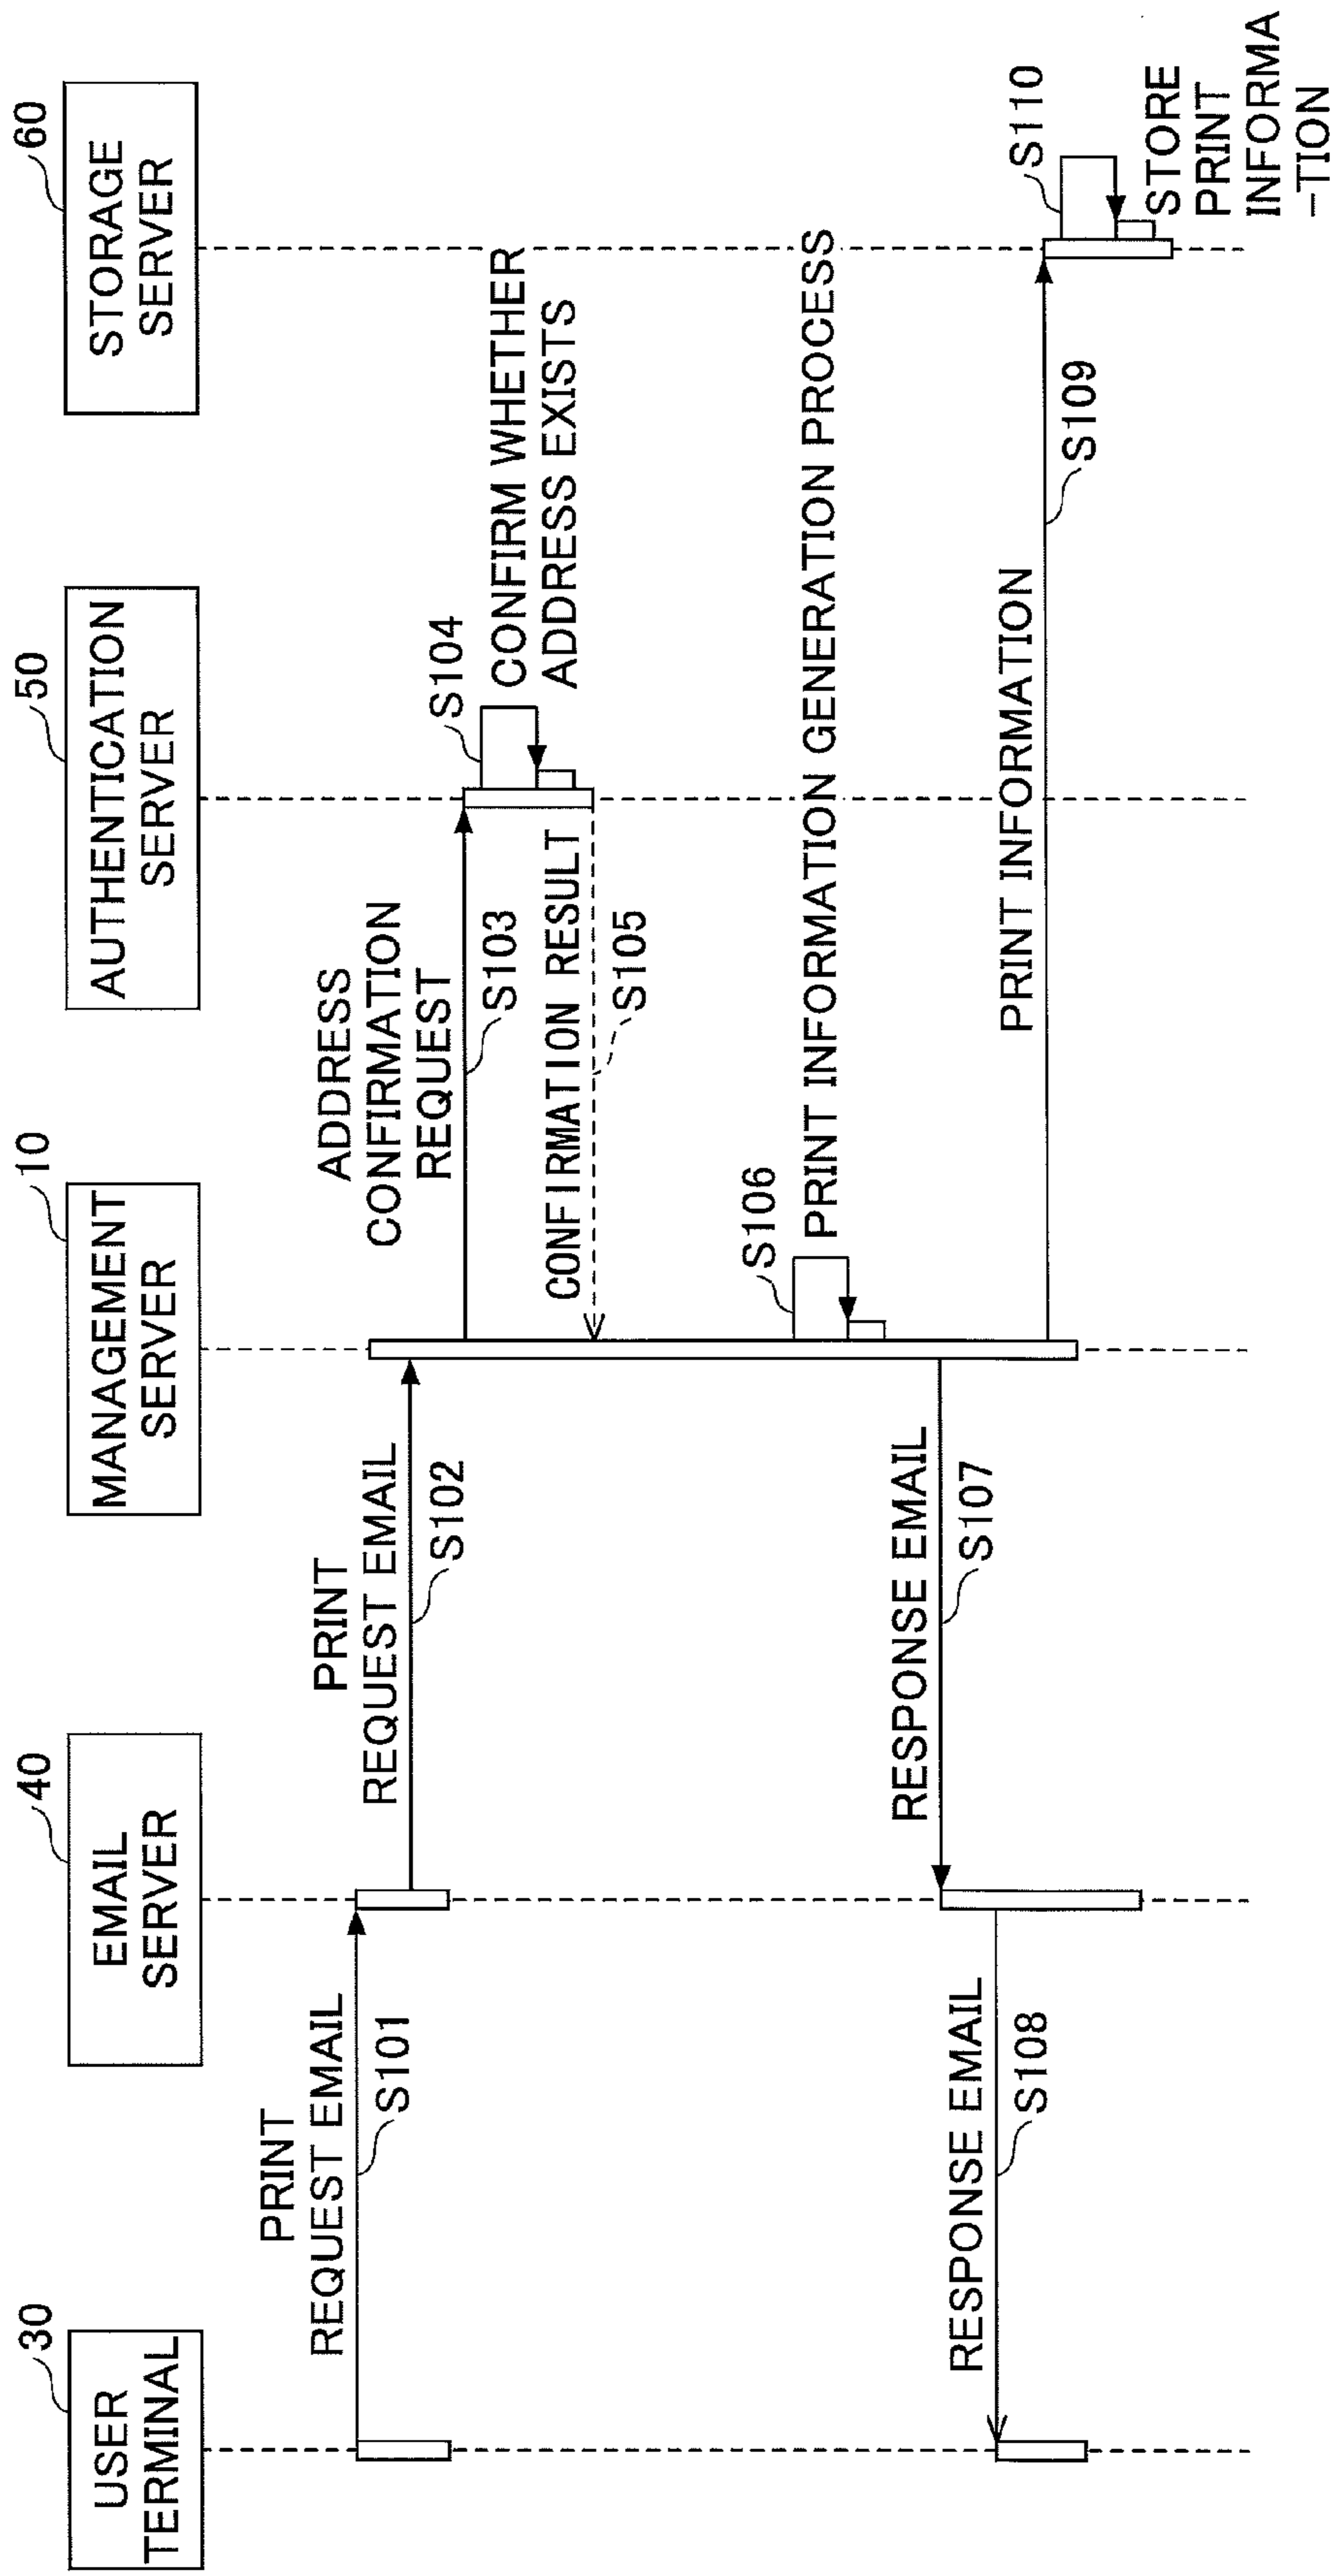 30
USER
TERMINAL
40
EMAIL
SERVER
10
MANAGEMENT
SERVER
50
AUTHENTICATION
SERVER
60
STORAGE
SERVER
PRINT
REQUEST EMAIL
S101
PRINT
REQUEST EMAIL
S102
ADDRESS
CONFIRMATION
REQUEST
S103
S104
CONFIRM WHETHER
ADDRESS EXISTS
CONFIRMATION RESULT
S105
S106
PRINT INFORMATION GENERATION PROCESS
RESPONSE EMAIL
S107
RESPONSE EMAIL
S108
PRINT INFORMATION
S109
S110
STORE
PRINT
INFORMA
-TION